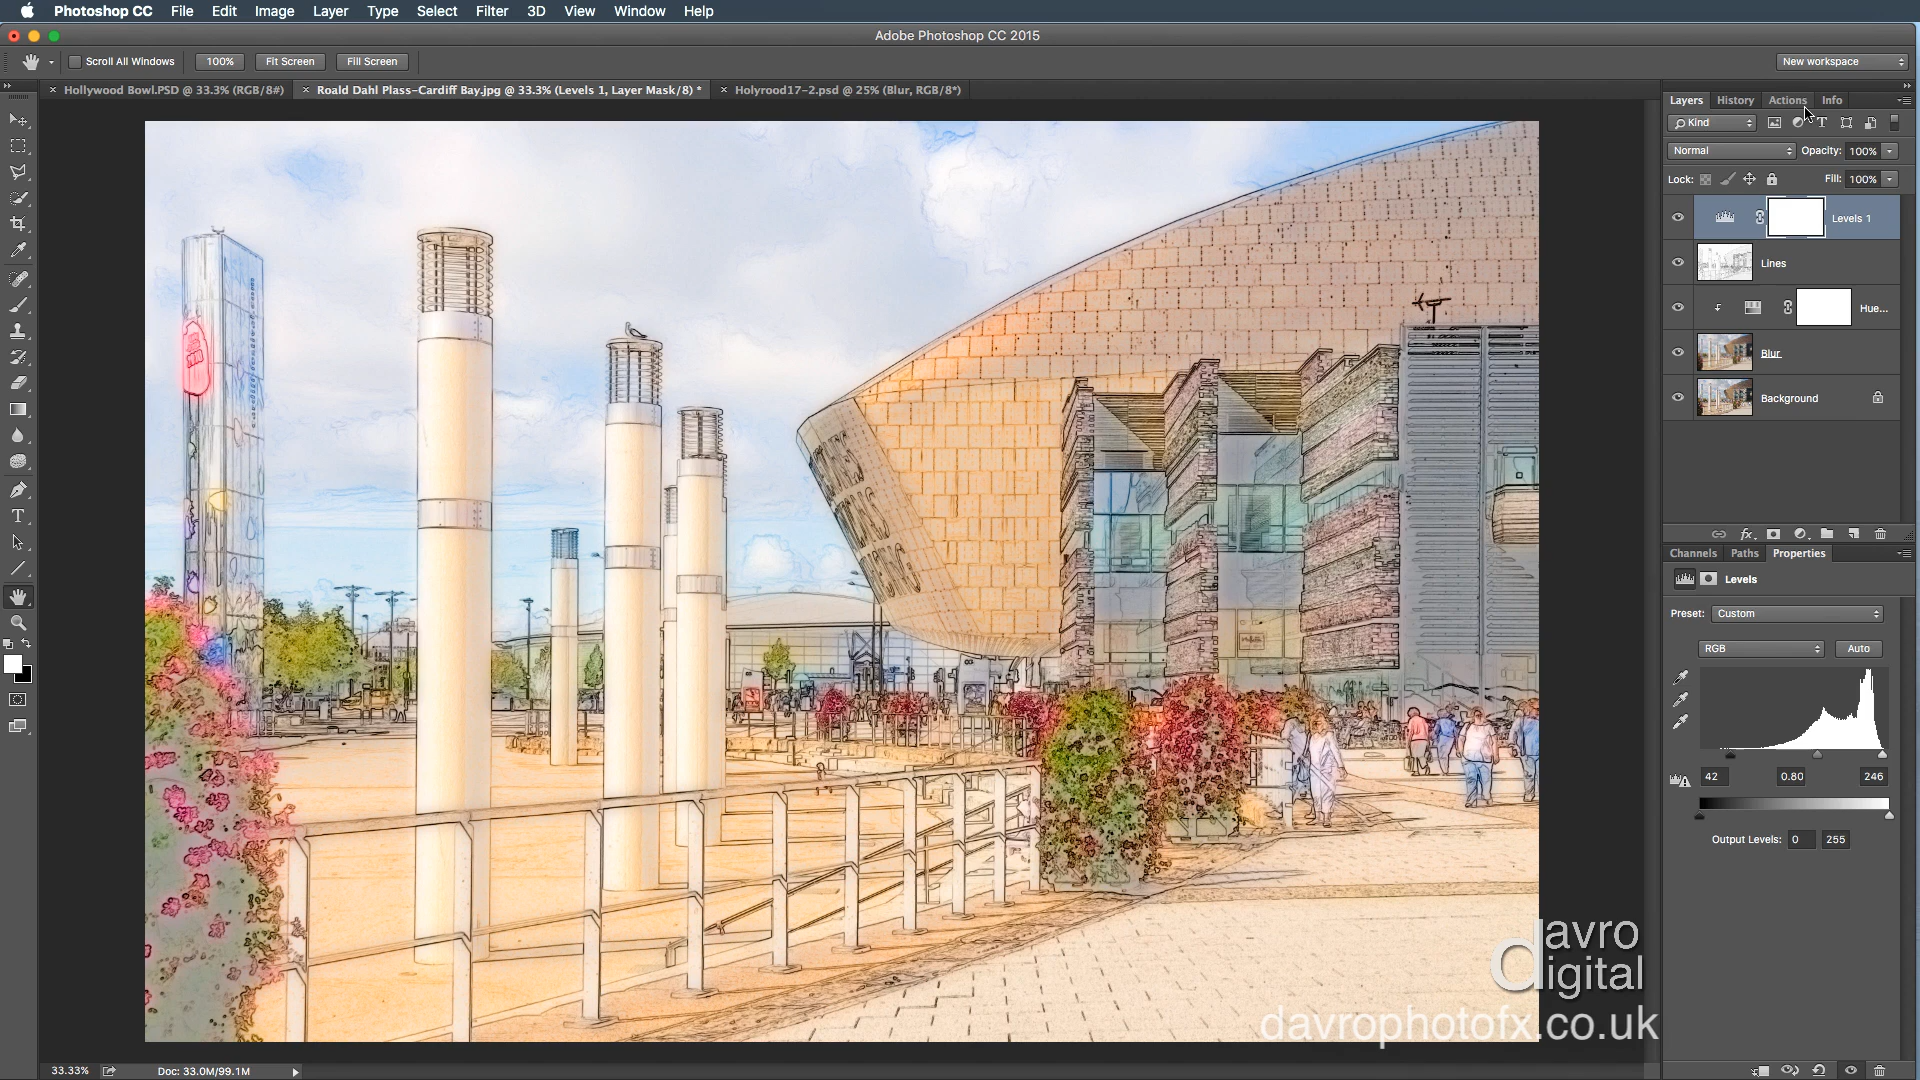 Photoshop CC File Edit Image Layer Type Select Filter 3D View Window Help
Adobe Photoshop CC 2015
Scroll All Windows 100% Fit Screen Fill Screen New workspace
× Hollywood Bowl.PSD @ 33.3% (RGB/8#) × Roald Dahl Plass-Cardiff Bay.jpg @ 33.3% (Levels 1, Layer Mask/8) * × Holyrood17-2.psd @ 25% (Blur, RGB/8*)
Layers History Actions Info
Kind
Normal Opacity: 100%
Lock: Fill: 100%
Levels 1
Lines
Hue...
Blur
Background
Channels Paths Properties
Levels
Preset: Custom
RGB Auto
42 0.80 246
Output Levels: 0 255
davro
digital
davrophotofx.co.uk
33.33% Doc: 33.0M/99.1M